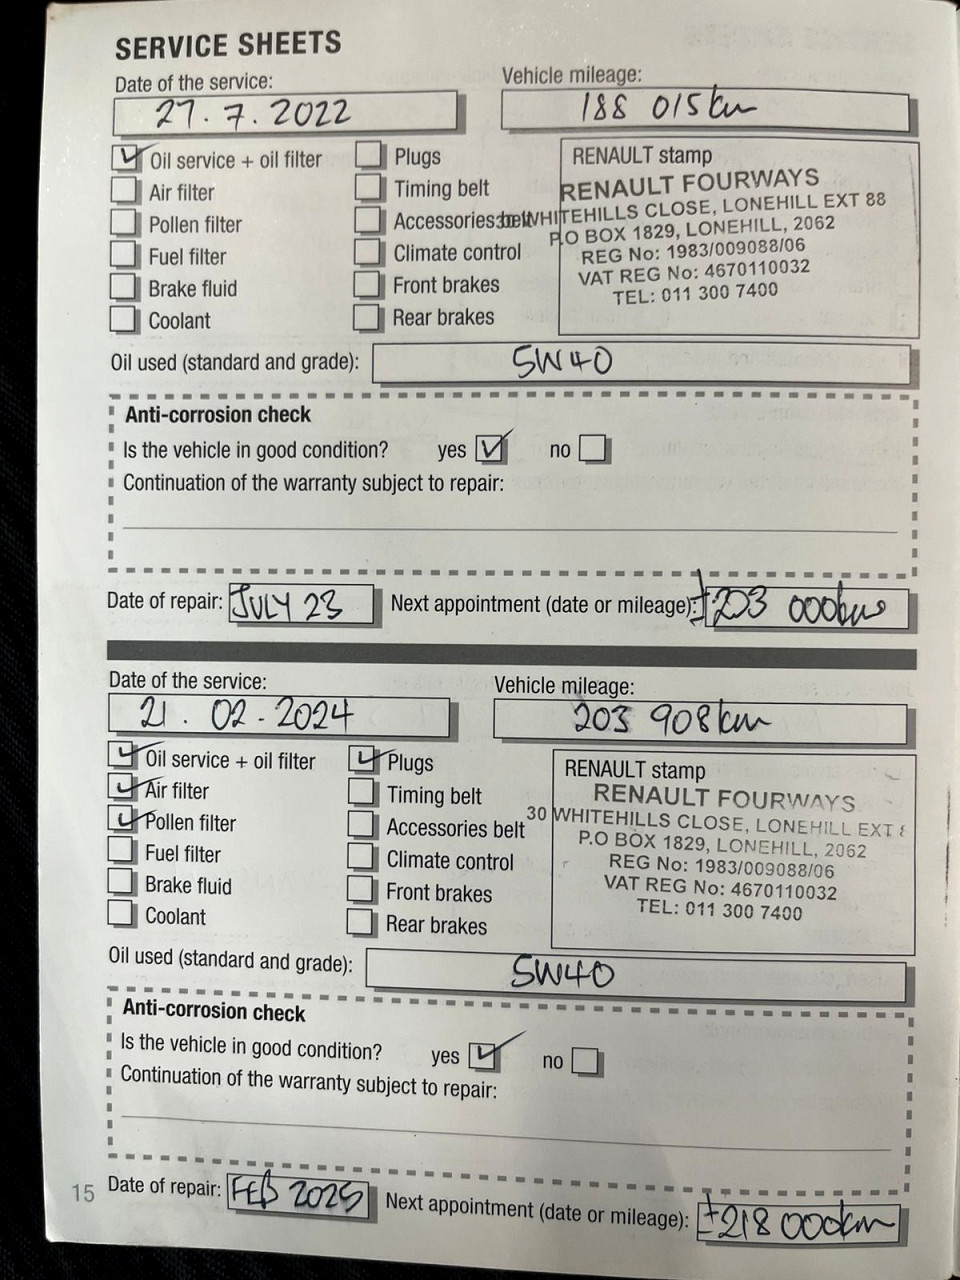 SERVICE SHEETS
Date of the service: Vehicle mileage:
27.7.2022 188 015km
Oil service + oil filter Plugs
Air filter Timing belt
Pollen filter Accessories belt
Fuel filter Climate control
Brake fluid Front brakes
Coolant Rear brakes
RENAULT stamp
RENAULT FOURWAYS
WHITEHILLS CLOSE, LONEHILL EXT 88
P.O BOX 1829, LONEHILL, 2062
REG No: 1983/009088/06
VAT REG No: 4670110032
TEL: 011 300 7400
Oil used (standard and grade): 5W40
Anti-corrosion check
Is the vehicle in good condition? yes no
Continuation of the warranty subject to repair:
Date of repair: JULY 23 Next appointment (date or mileage): ±203 000kms
Date of the service: Vehicle mileage:
21.02-2024 203 908km
Oil service + oil filter Plugs
Air filter Timing belt
Pollen filter Accessories belt
Fuel filter Climate control
Brake fluid Front brakes
Coolant Rear brakes
RENAULT stamp
RENAULT FOURWAYS
30 WHITEHILLS CLOSE, LONEHILL EXT
P.O BOX 1829, LONEHILL, 2062
REG No: 1983/009088/06
VAT REG No: 4670110032
TEL: 011 300 7400
Oil used (standard and grade): 5W40
Anti-corrosion check
Is the vehicle in good condition? yes no
Continuation of the warranty subject to repair:
Date of repair: FEB 2025 Next appointment (date or mileage): ±218 000km
15